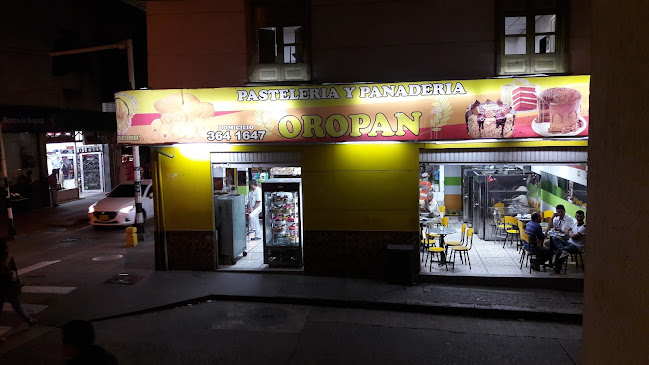 PASTELERIA Y PANADERIA
DOMICILIO
364 1647
OROPAN